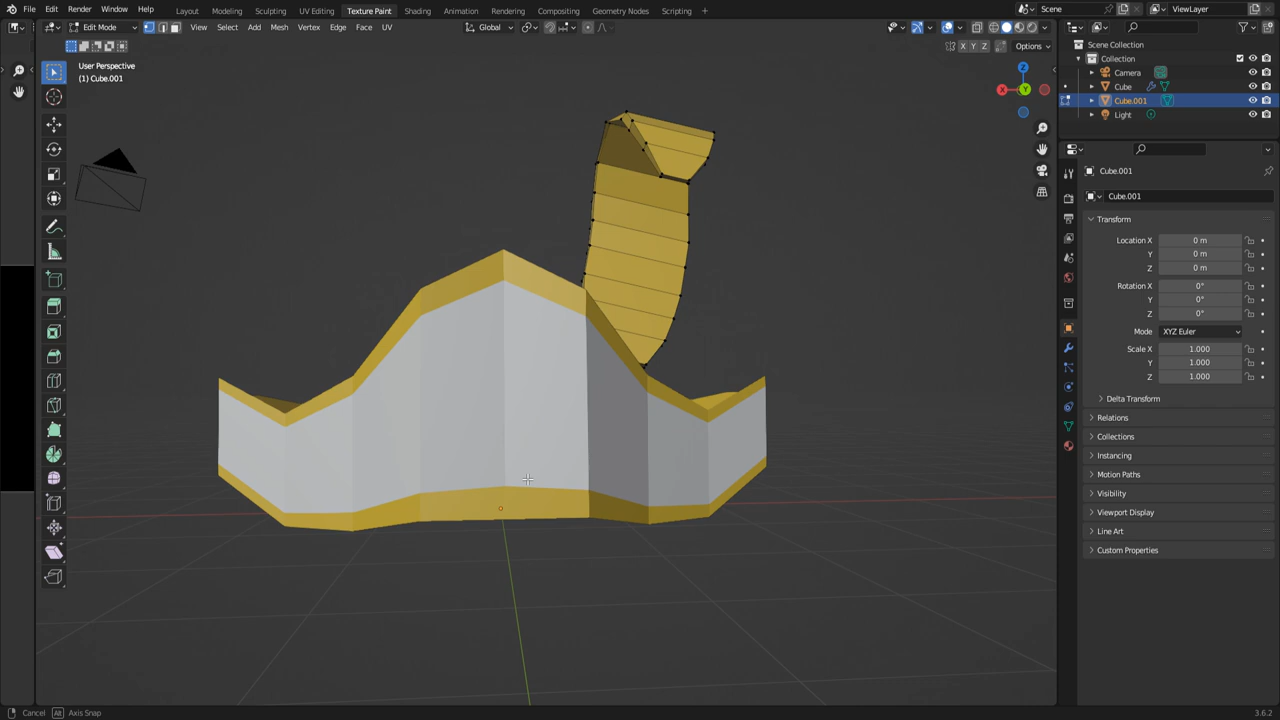 File Edit Render Window Help Layout Modeling Sculpting UV Editing Texture Paint Shading Animation Rendering Compositing Geometry Nodes Scripting + Scene ViewLayer
Edit Mode View Select Add Mesh Vertex Edge Face UV Global
X Y Z Options
User Perspective
(1) Cube.001
Z
X Y
Scene Collection
Collection
Camera
Cube
Cube.001
Light
Cube.001
Cube.001
Transform
Location X 0 m
Y 0 m
Z 0 m
Rotation X 0°
Y 0°
Z 0°
Mode XYZ Euler
Scale X 1.000
Y 1.000
Z 1.000
Delta Transform
Relations
Collections
Instancing
Motion Paths
Visibility
Viewport Display
Line Art
Custom Properties
Cancel Alt Axis Snap 3.6.2